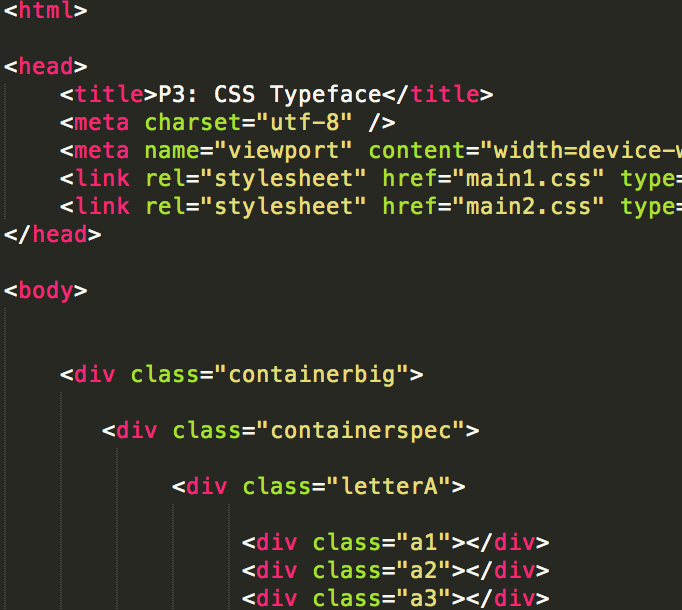 <html>
<head>
<title>P3: CSS Typeface</title>
<meta charset="utf-8" />
<meta name="viewport" content="width=device-w
<link rel="stylesheet" href="main1.css" type=
<link rel="stylesheet" href="main2.css" type=
</head>
<body>
<div class="containerbig">
<div class="containerspec">
<div class="letterA">
<div class="a1"></div>
<div class="a2"></div>
<div class="a3"></div>